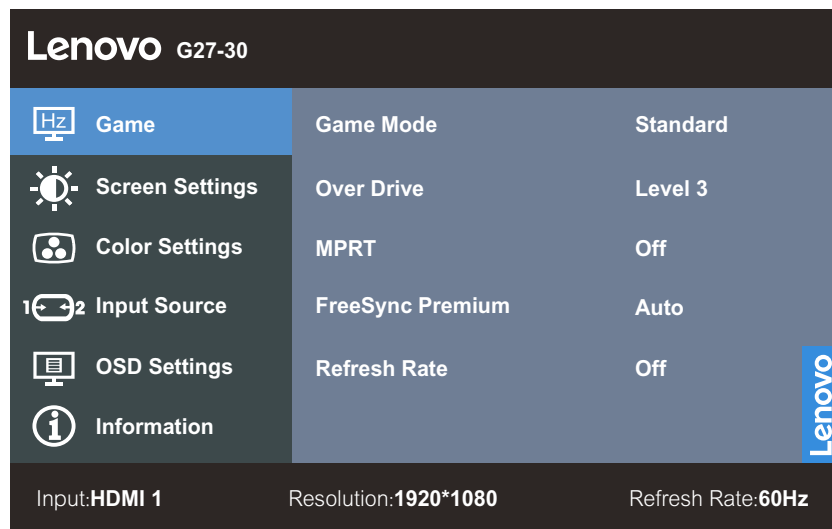 Lenovo G27-30
Hz Game Game Mode Standard
Screen Settings Over Drive Level 3
Color Settings MPRT Off
1 2 Input Source FreeSync Premium Auto
OSD Settings Refresh Rate Off
Information
Lenovo
Input:HDMI 1 Resolution:1920*1080 Refresh Rate:60Hz